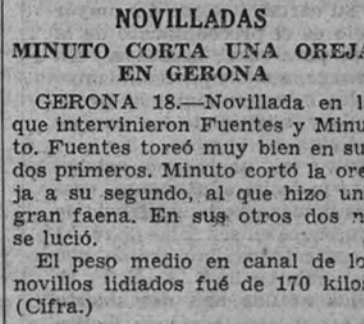 NOVILLADAS
MINUTO CORTA UNA OREJA
EN GERONA
GERONA 18.—Novillada en l
que intervinieron Fuentes y Minu
to. Fuentes toreó muy bien en su
dos primeros. Minuto cortó la ore
ja a su segundo, al que hizo un
gran faena. En sus otros dos n
se lució.
El peso medio en canal de lo
novillos lidiados fué de 170 kilos
(Cifra.)